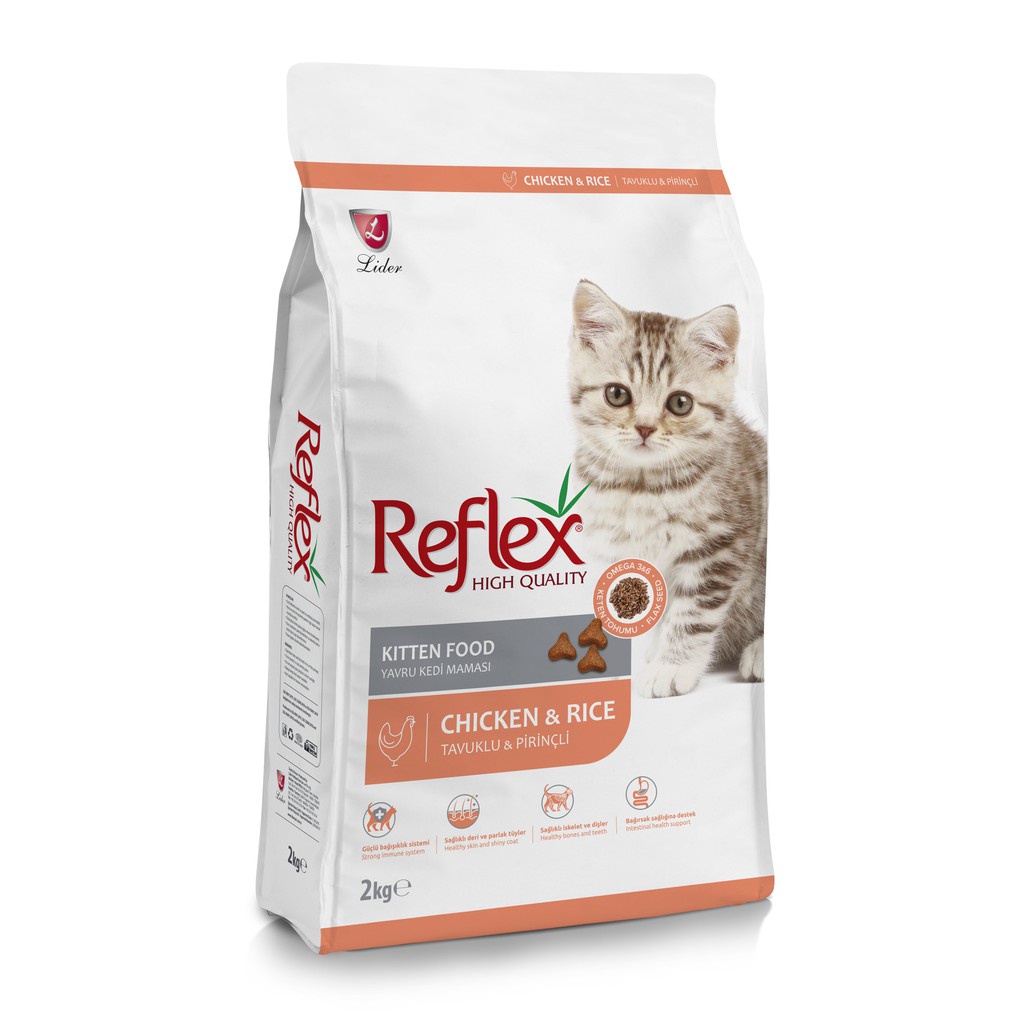 CHICKEN & RICE | TAVUKLU & PİRİNÇLİ
L
Lider
Reflex®
HIGH QUALITY
OMEGA 3&6 • FLAX SEED • KETEN TOHUMU •
KITTEN FOOD
YAVRU KEDİ MAMASI
CHICKEN & RICE
TAVUKLU & PİRİNÇLİ
Güçlü bağışıklık sistemi
Strong immune system
Sağlıklı deri ve parlak tüyler
Healthy skin and shiny coat
Sağlıklı iskelet ve dişler
Healthy bones and teeth
Bağırsak sağlığına destek
Intestinal health support
2kg℮
Reflex
HIGH QUALITY
Lider
2kg℮